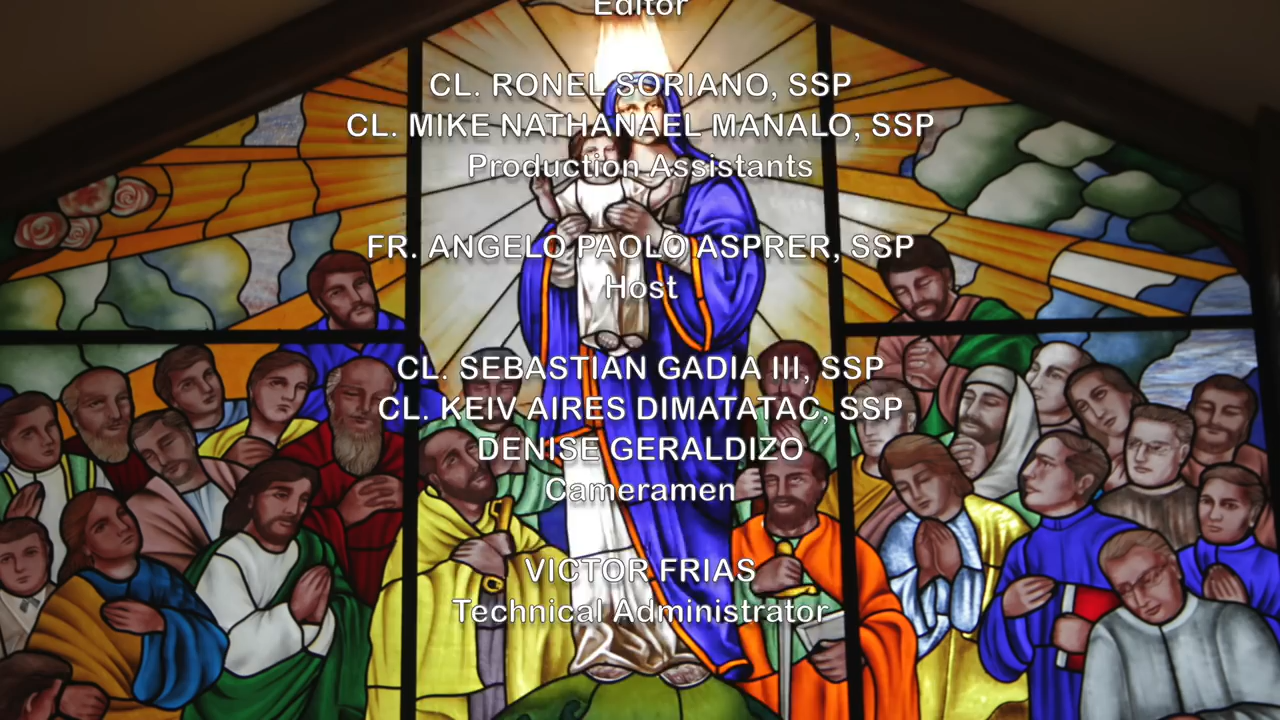 Editor
CL. RONEL SORIANO, SSP
CL. MIKE NATHANAEL MANALO, SSP
Production Assistants
FR. ANGELO PAOLO ASPRER, SSP
Host
CL. SEBASTIAN GADIA III, SSP
CL. KEIV AIRES DIMATATAC, SSP
DENISE GERALDIZO
Cameramen
VICTOR FRIAS
Technical Administrator